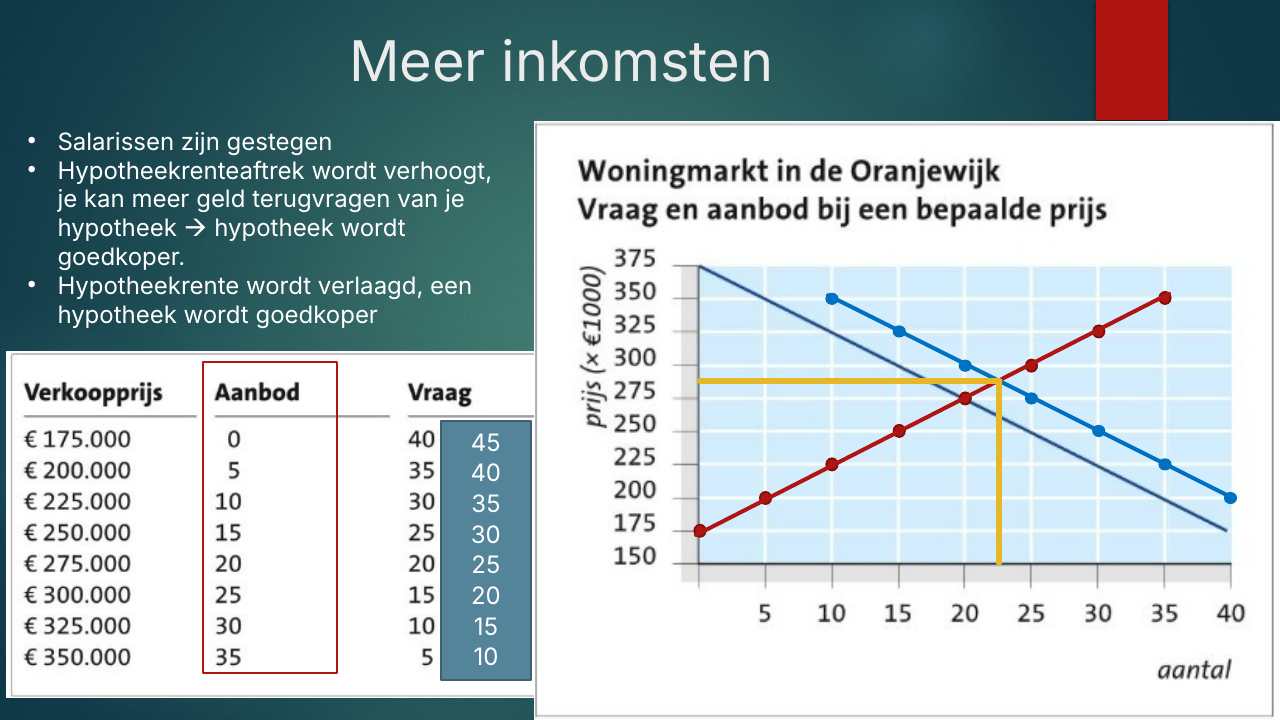 Meer inkomsten
• Salarissen zijn gestegen
• Hypotheekrenteaftrek wordt verhoogt,
je kan meer geld terugvragen van je
hypotheek → hypotheek wordt
goedkoper.
• Hypotheekrente wordt verlaagd, een
hypotheek wordt goedkoper
Verkoopprijs Aanbod Vraag
€ 175.000 0 40 45
€ 200.000 5 35 40
€ 225.000 10 30 35
€ 250.000 15 25 30
€ 275.000 20 20 25
€ 300.000 25 15 20
€ 325.000 30 10 15
€ 350.000 35 5 10
Woningmarkt in de Oranjewijk
Vraag en aanbod bij een bepaalde prijs
prijs (× €1000)
375
350
325
300
275
250
225
200
175
150
5 10 15 20 25 30 35 40
aantal